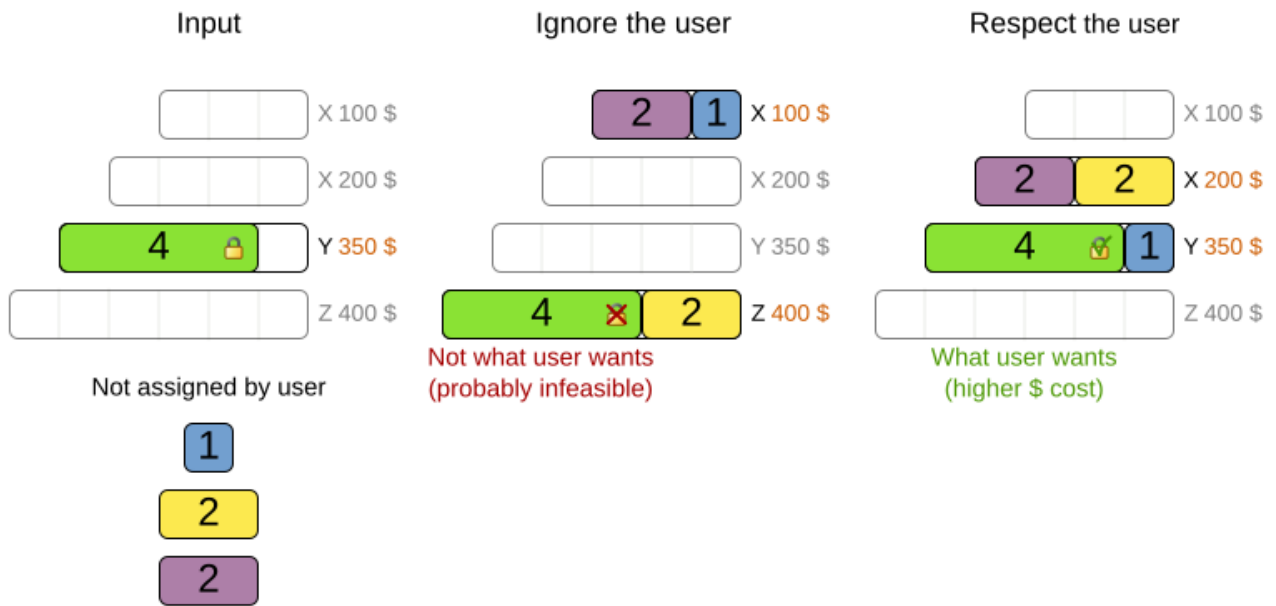 Input
X 100 $
X 200 $
4
Y 350 $
Z 400 $
Not assigned by user
1
2
2
Ignore the user
2 1 X 100 $
X 200 $
Y 350 $
4 2 Z 400 $
Not what user wants
(probably infeasible)
Respect the user
X 100 $
2 2 X 200 $
4 1 Y 350 $
Z 400 $
What user wants
(higher $ cost)